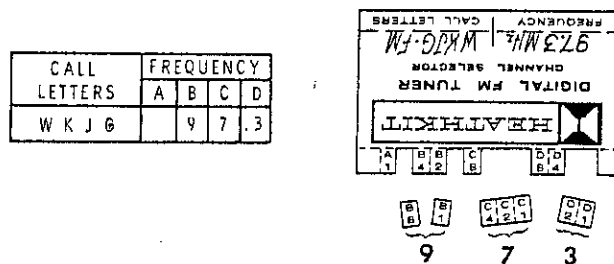 CALL LETTERS FREQUENCY
A B C D
W K J G 9 7 .3
HEATHKIT
DIGITAL FM TUNER
CHANNEL SELECTOR
97.3 MHz WKJG-FM
FREQUENCY CALL LETTERS
A B B C D D
1 4 2 8 8 4
B B C C C D D
8 1 4 2 1 2 1
9 7 3